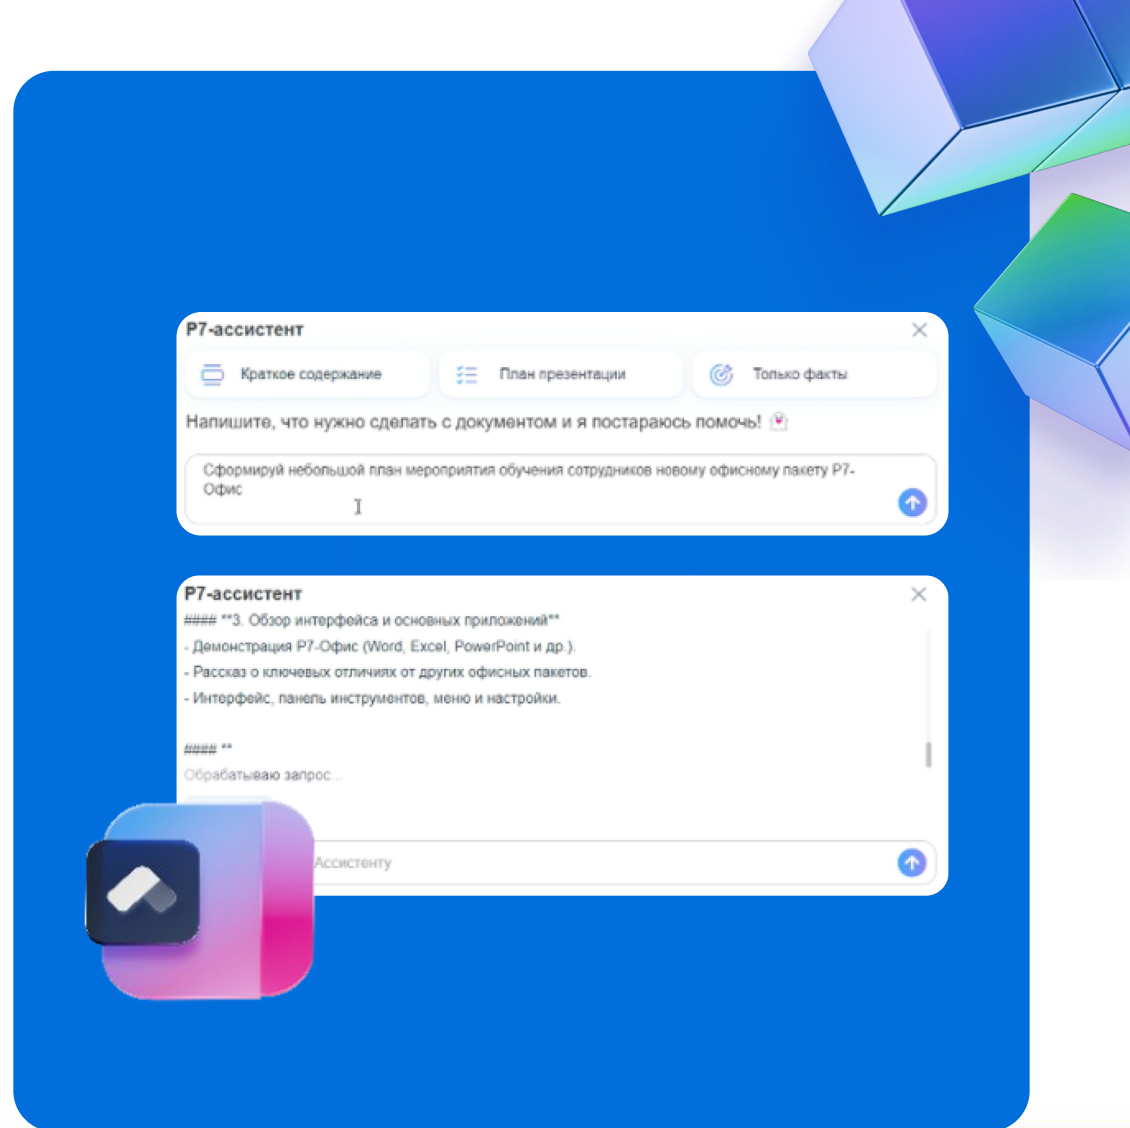 Р7-ассистент
Краткое содержание
План презентации
Только факты
Напишите, что нужно сделать с документом и я постараюсь помочь!
Сформируй небольшой план мероприятия обучения сотрудников новому офисному пакету Р7-
Офис
Р7-ассистент
#### **3. Обзор интерфейса и основных приложений**
- Демонстрация Р7-Офис (Word, Excel, PowerPoint и др.).
- Рассказ о ключевых отличиях от других офисных пакетов.
- Интерфейс, панель инструментов, меню и настройки.
#### **
Обрабатываю запрос...
Ассистенту